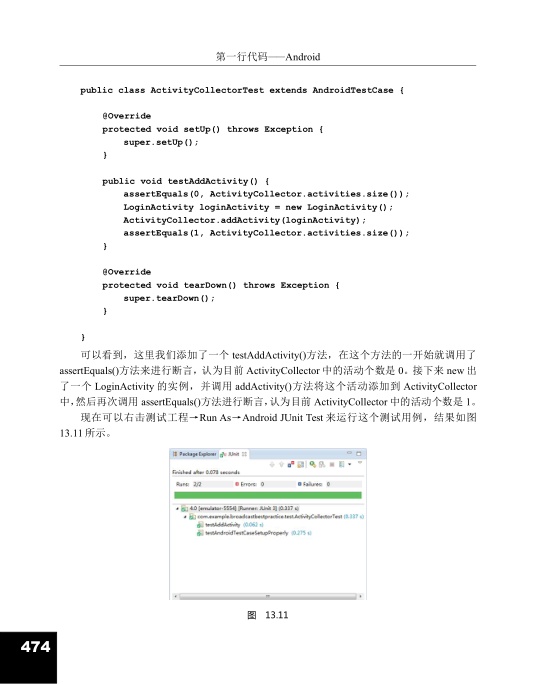 第一行代码——Android
public class ActivityCollectorTest extends AndroidTestCase {
@Override
protected void setUp() throws Exception {
super.setUp();
}
public void testAddActivity() {
assertEquals(0, ActivityCollector.activities.size());
LoginActivity loginActivity = new LoginActivity();
ActivityCollector.addActivity(loginActivity);
assertEquals(1, ActivityCollector.activities.size());
}
@Override
protected void tearDown() throws Exception {
super.tearDown();
}
}
可以看到，这里我们添加了一个 testAddActivity()方法，在这个方法的一开始就调用了
assertEquals()方法来进行断言，认为目前 ActivityCollector 中的活动个数是 0。接下来 new 出
了一个 LoginActivity 的实例，并调用 addActivity()方法将这个活动添加到 ActivityCollector
中，然后再次调用 assertEquals()方法进行断言，认为目前 ActivityCollector 中的活动个数是 1。
现在可以右击测试工程→Run As→Android JUnit Test 来运行这个测试用例，结果如图
13.11 所示。
Package Explorer JUnit
Finished after 0.078 seconds
Runs: 2/2 Errors: 0 Failures: 0
4.0 [emulator-5554] [Runner: JUnit 3] (0.337 s)
com.example.broadcastbestpractice.test.ActivityCollectorTest (0.337 s)
testAddActivity (0.062 s)
testAndroidTestCaseSetupProperly (0.275 s)
图 13.11
474